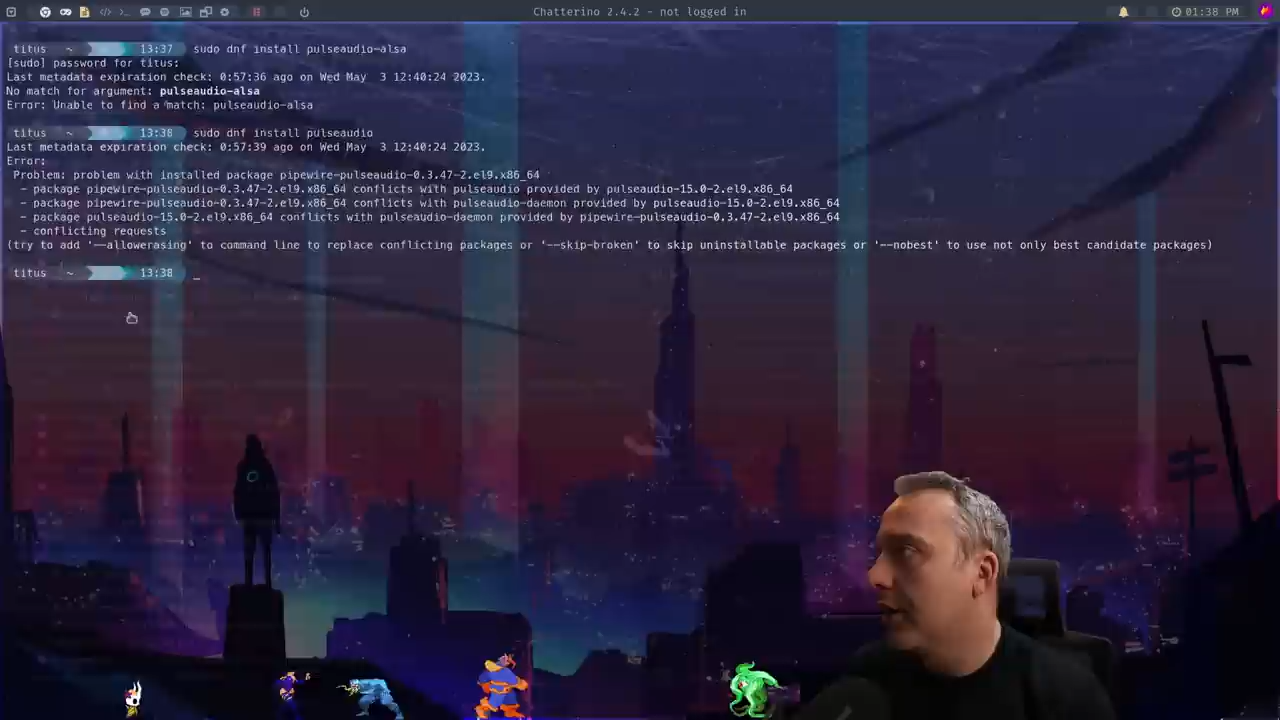 Chatterino 2.4.2 - not logged in
01:38 PM
titus ~ 13:37 sudo dnf install pulseaudio-alsa
[sudo] password for titus:
Last metadata expiration check: 0:57:36 ago on Wed May 3 12:40:24 2023.
No match for argument: pulseaudio-alsa
Error: Unable to find a match: pulseaudio-alsa
titus ~ 13:38 sudo dnf install pulseaudio
Last metadata expiration check: 0:57:39 ago on Wed May 3 12:40:24 2023.
Error:
Problem: problem with installed package pipewire-pulseaudio-0.3.47-2.el9.x86_64
- package pipewire-pulseaudio-0.3.47-2.el9.x86_64 conflicts with pulseaudio provided by pulseaudio-15.0-2.el9.x86_64
- package pipewire-pulseaudio-0.3.47-2.el9.x86_64 conflicts with pulseaudio-daemon provided by pulseaudio-15.0-2.el9.x86_64
- package pulseaudio-15.0-2.el9.x86_64 conflicts with pulseaudio-daemon provided by pipewire-pulseaudio-0.3.47-2.el9.x86_64
- conflicting requests
(try to add '--allowerasing' to command line to replace conflicting packages or '--skip-broken' to skip uninstallable packages or '--nobest' to use not only best candidate packages)
titus ~ 13:38 _